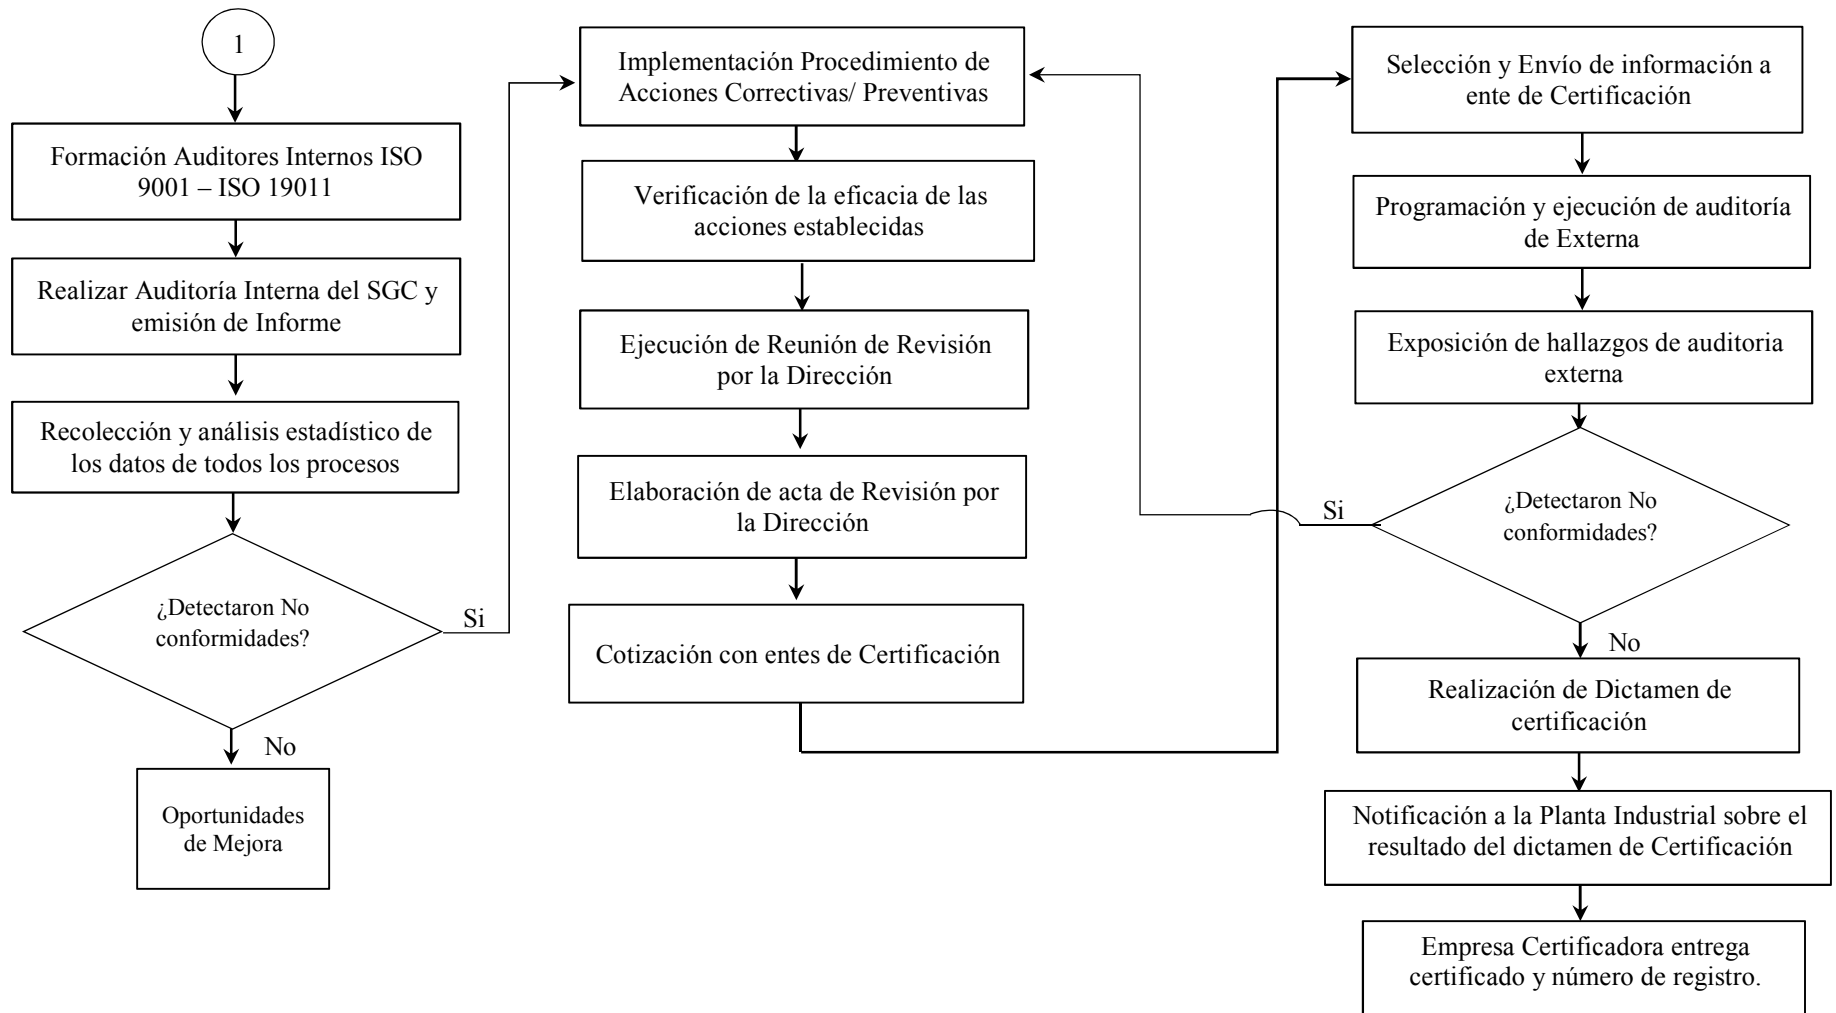 1
Formación Auditores Internos ISO
9001 – ISO 19011
Realizar Auditoría Interna del SGC y
emisión de Informe
Recolección y análisis estadístico de
los datos de todos los procesos
¿Detectaron No
conformidades?
Si
No
Oportunidades
de Mejora
Implementación Procedimiento de
Acciones Correctivas/ Preventivas
Verificación de la eficacia de las
acciones establecidas
Ejecución de Reunión de Revisión
por la Dirección
Elaboración de acta de Revisión por
la Dirección
Cotización con entes de Certificación
Selección y Envío de información a
ente de Certificación
Programación y ejecución de auditoría
de Externa
Exposición de hallazgos de auditoria
externa
¿Detectaron No
conformidades?
Si
No
Realización de Dictamen de
certificación
Notificación a la Planta Industrial sobre el
resultado del dictamen de Certificación
Empresa Certificadora entrega
certificado y número de registro.